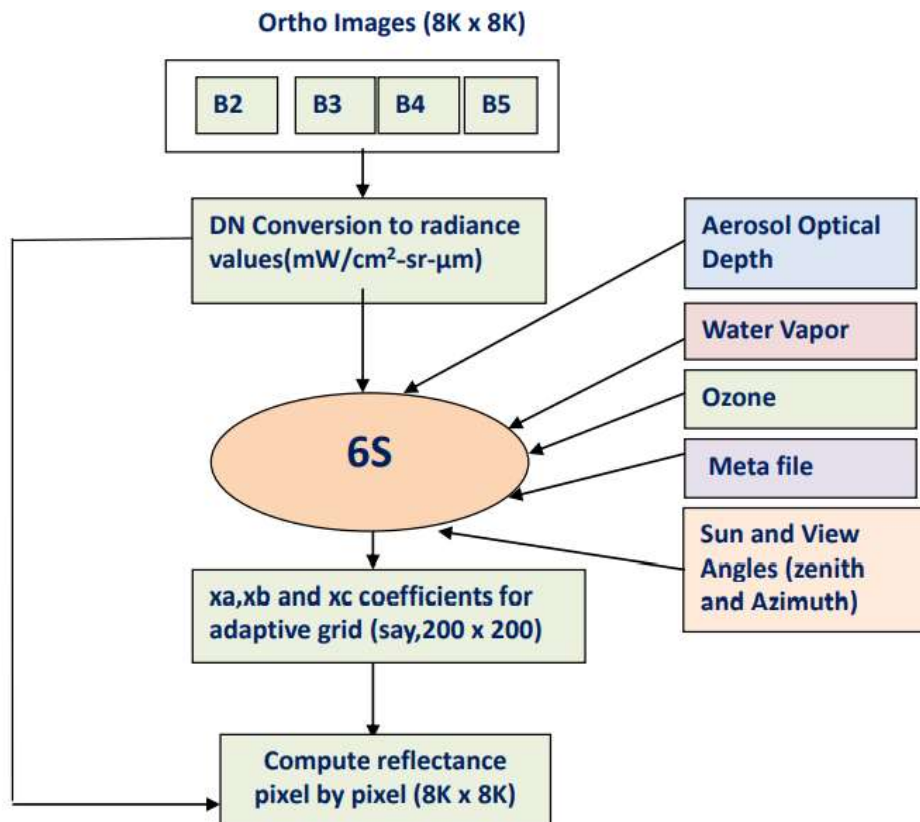 Ortho Images (8K x 8K)
B2 B3 B4 B5
DN Conversion to radiance
values(mW/cm²-sr-µm)
Aerosol Optical
Depth
Water Vapor
Ozone
6S
Meta file
Sun and View
Angles (zenith
and Azimuth)
xa,xb and xc coefficients for
adaptive grid (say,200 x 200)
Compute reflectance
pixel by pixel (8K x 8K)